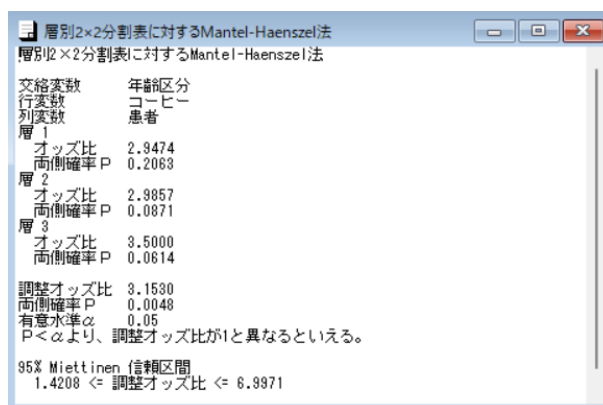 層別2×2分割表に対するMantel-Haenszel法
層別2×2分割表に対するMantel-Haenszel法
交絡変数 年齢区分
行変数 コーヒー
列変数 患者
層 1
オッズ比 2.9474
両側確率P 0.2063
層 2
オッズ比 2.9857
両側確率P 0.0871
層 3
オッズ比 3.5000
両側確率P 0.0614
調整オッズ比 3.1530
両側確率P 0.0048
有意水準α 0.05
P<αより、調整オッズ比が1と異なるといえる。
95% Miettinen 信頼区間
1.4208 <= 調整オッズ比 <= 6.9971